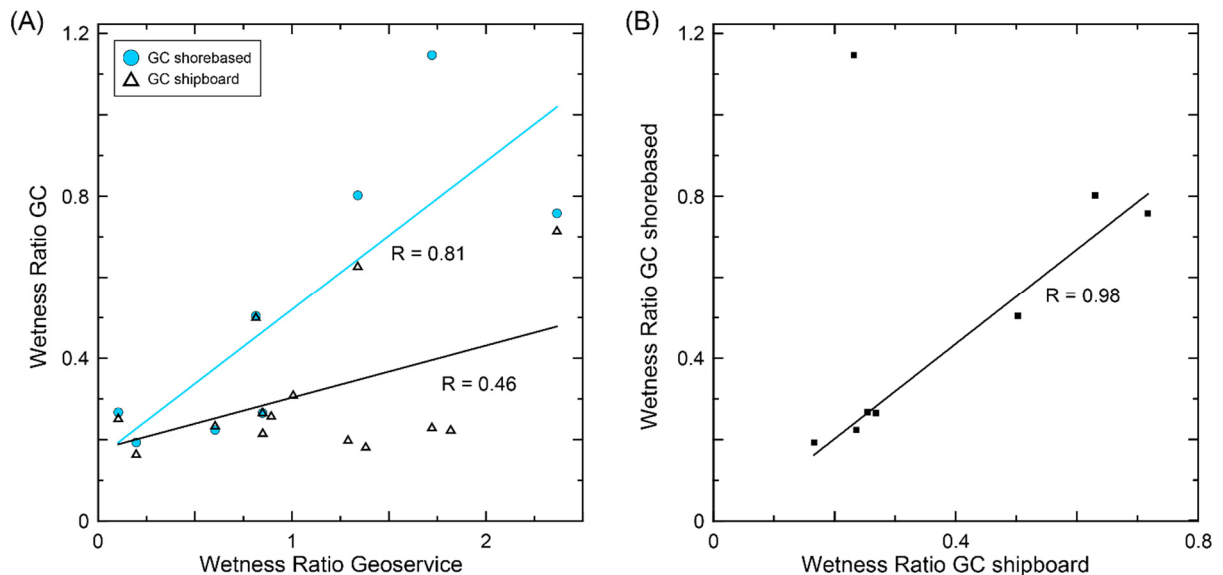 (A)
1.2
0.8
0.4
0
Wetness Ratio GC
GC shorebased
GC shipboard
R = 0.81
R = 0.46
0
1
2
Wetness Ratio Geoservice
(B)
1.2
0.8
0.4
0
Wetness Ratio GC shorebased
R = 0.98
0
0.4
0.8
Wetness Ratio GC shipboard